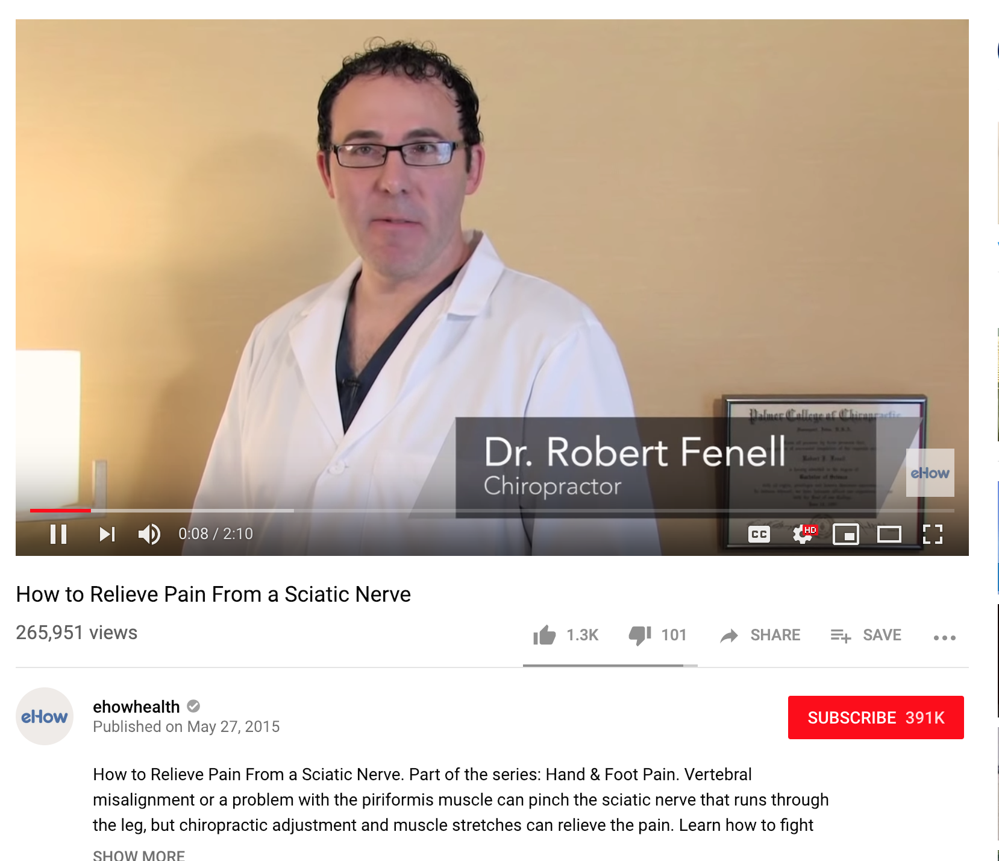 Palmer College of Chiropractic
Dr. Robert Fenell
Chiropractor
eHow
0:08 / 2:10
CC
HD
How to Relieve Pain From a Sciatic Nerve
265,951 views
1.3K
101
SHARE
SAVE
eHow
ehowhealth
Published on May 27, 2015
SUBSCRIBE 391K
How to Relieve Pain From a Sciatic Nerve. Part of the series: Hand & Foot Pain. Vertebral
misalignment or a problem with the piriformis muscle can pinch the sciatic nerve that runs through
the leg, but chiropractic adjustment and muscle stretches can relieve the pain. Learn how to fight
SHOW MORE